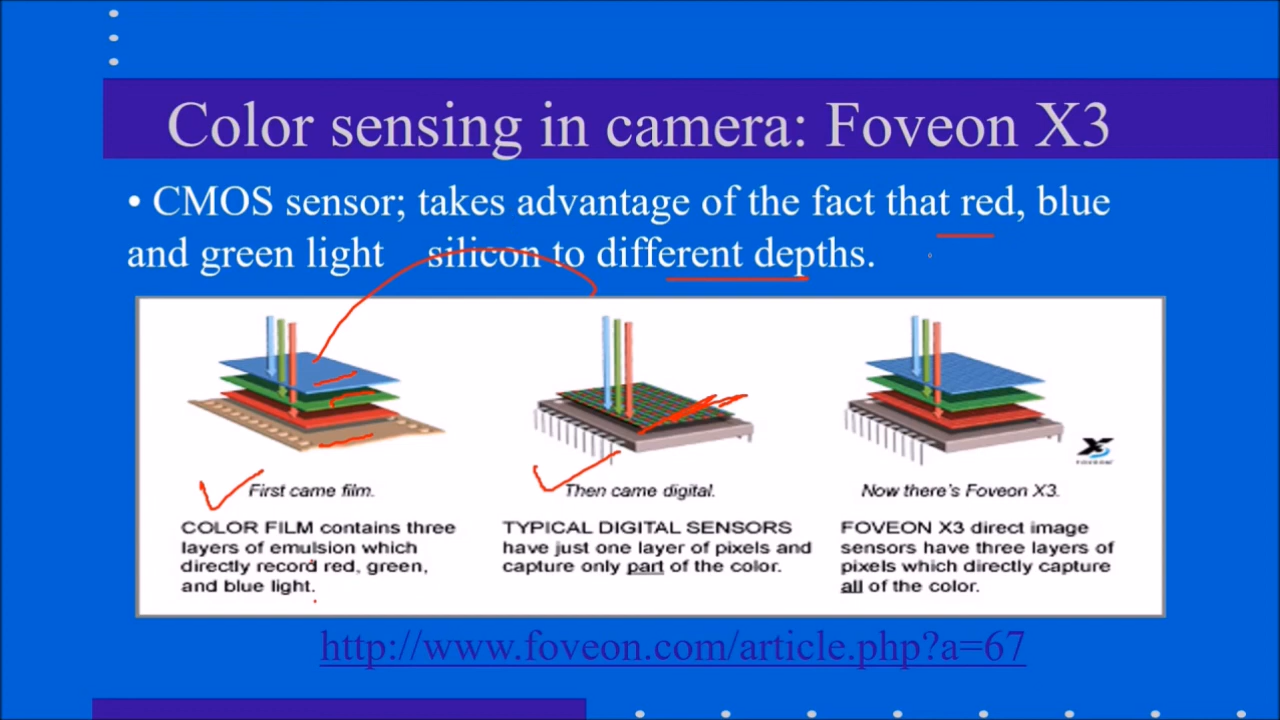 Color sensing in camera: Foveon X3
• CMOS sensor; takes advantage of the fact that red, blue
and green light silicon to different depths.
First came film.
COLOR FILM contains three
layers of emulsion which
directly record red, green,
and blue light.
Then came digital.
TYPICAL DIGITAL SENSORS
have just one layer of pixels and
capture only part of the color.
X3
FOVEON
Now there's Foveon X3.
FOVEON X3 direct image
sensors have three layers of
pixels which directly capture
all of the color.
http://www.foveon.com/article.php?a=67